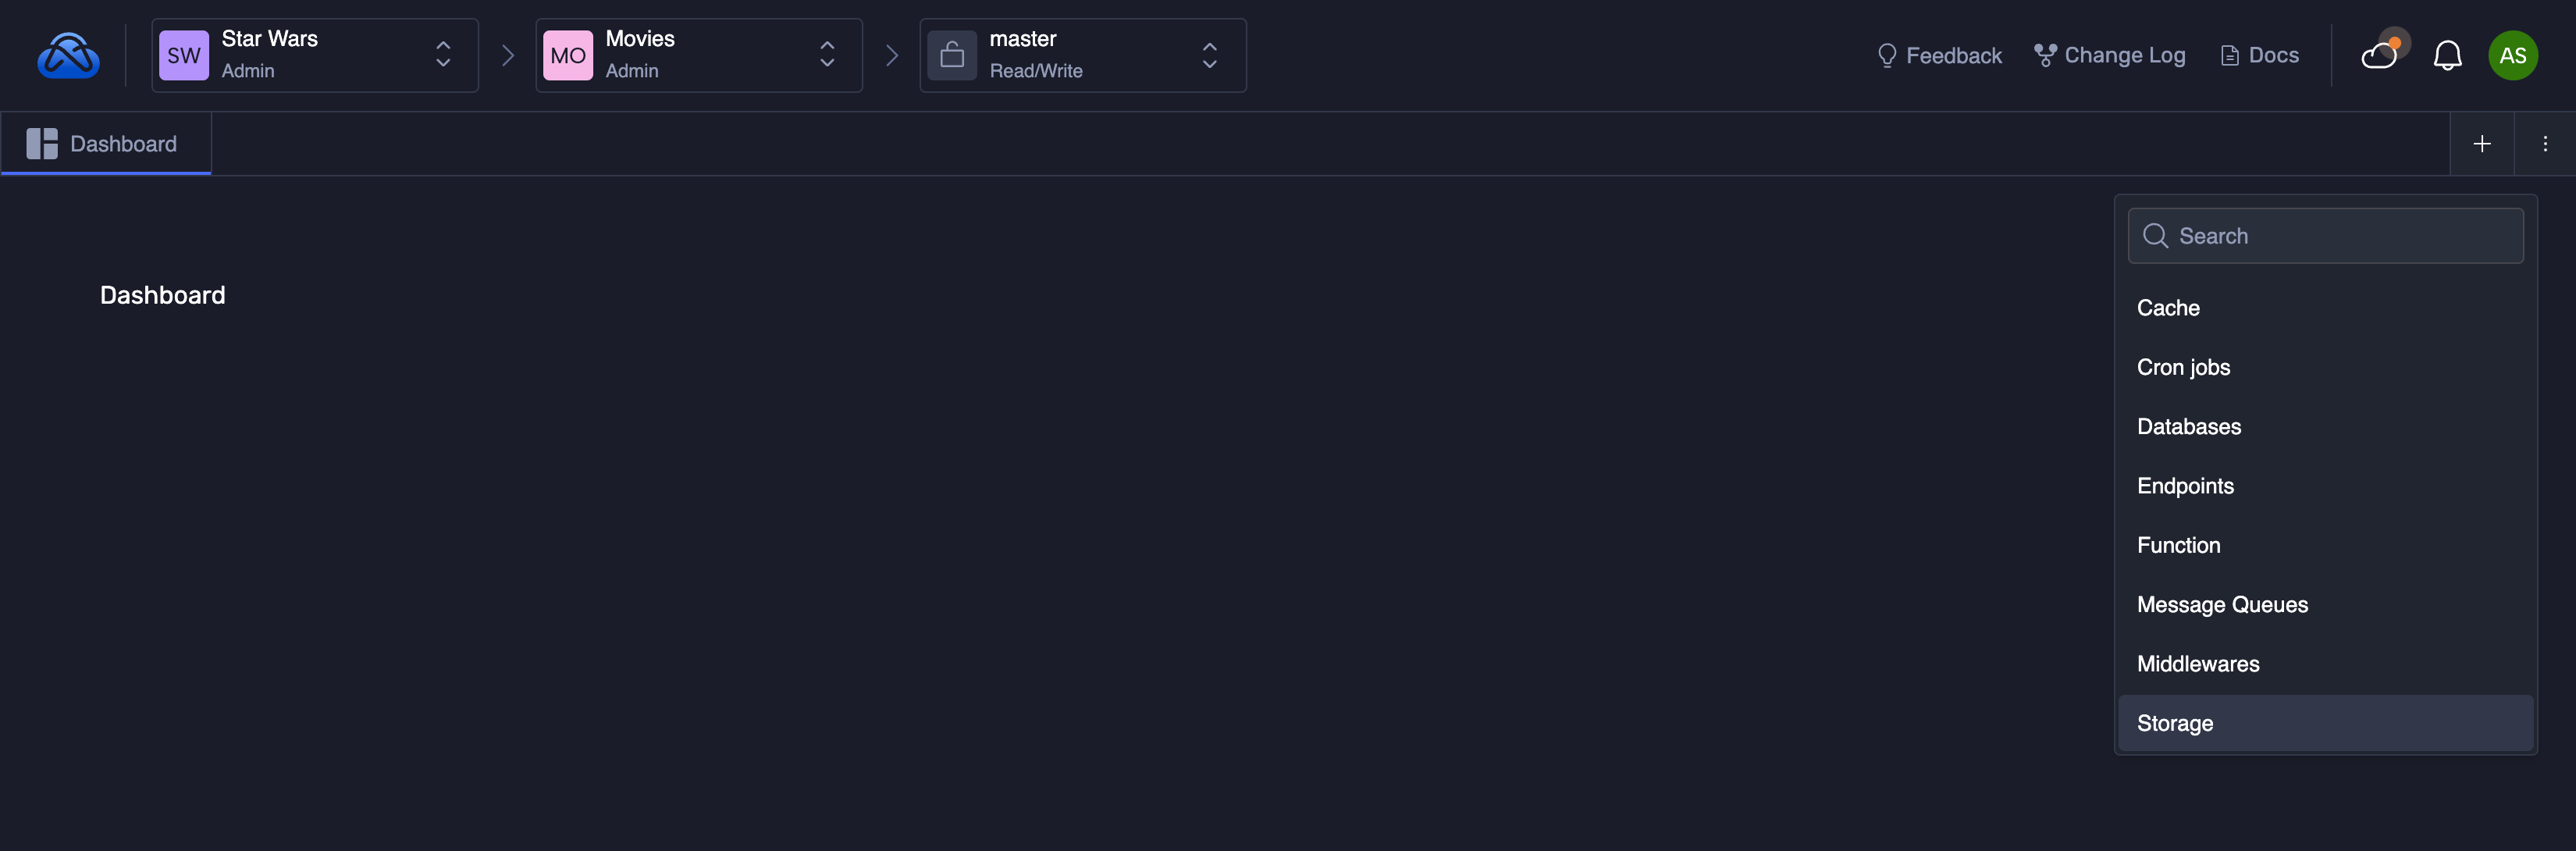 SW
Star Wars
Admin
MO
Movies
Admin
master
Read/Write
Feedback
Change Log
Docs
AS
Dashboard
Dashboard
Search
Cache
Cron jobs
Databases
Endpoints
Function
Message Queues
Middlewares
Storage